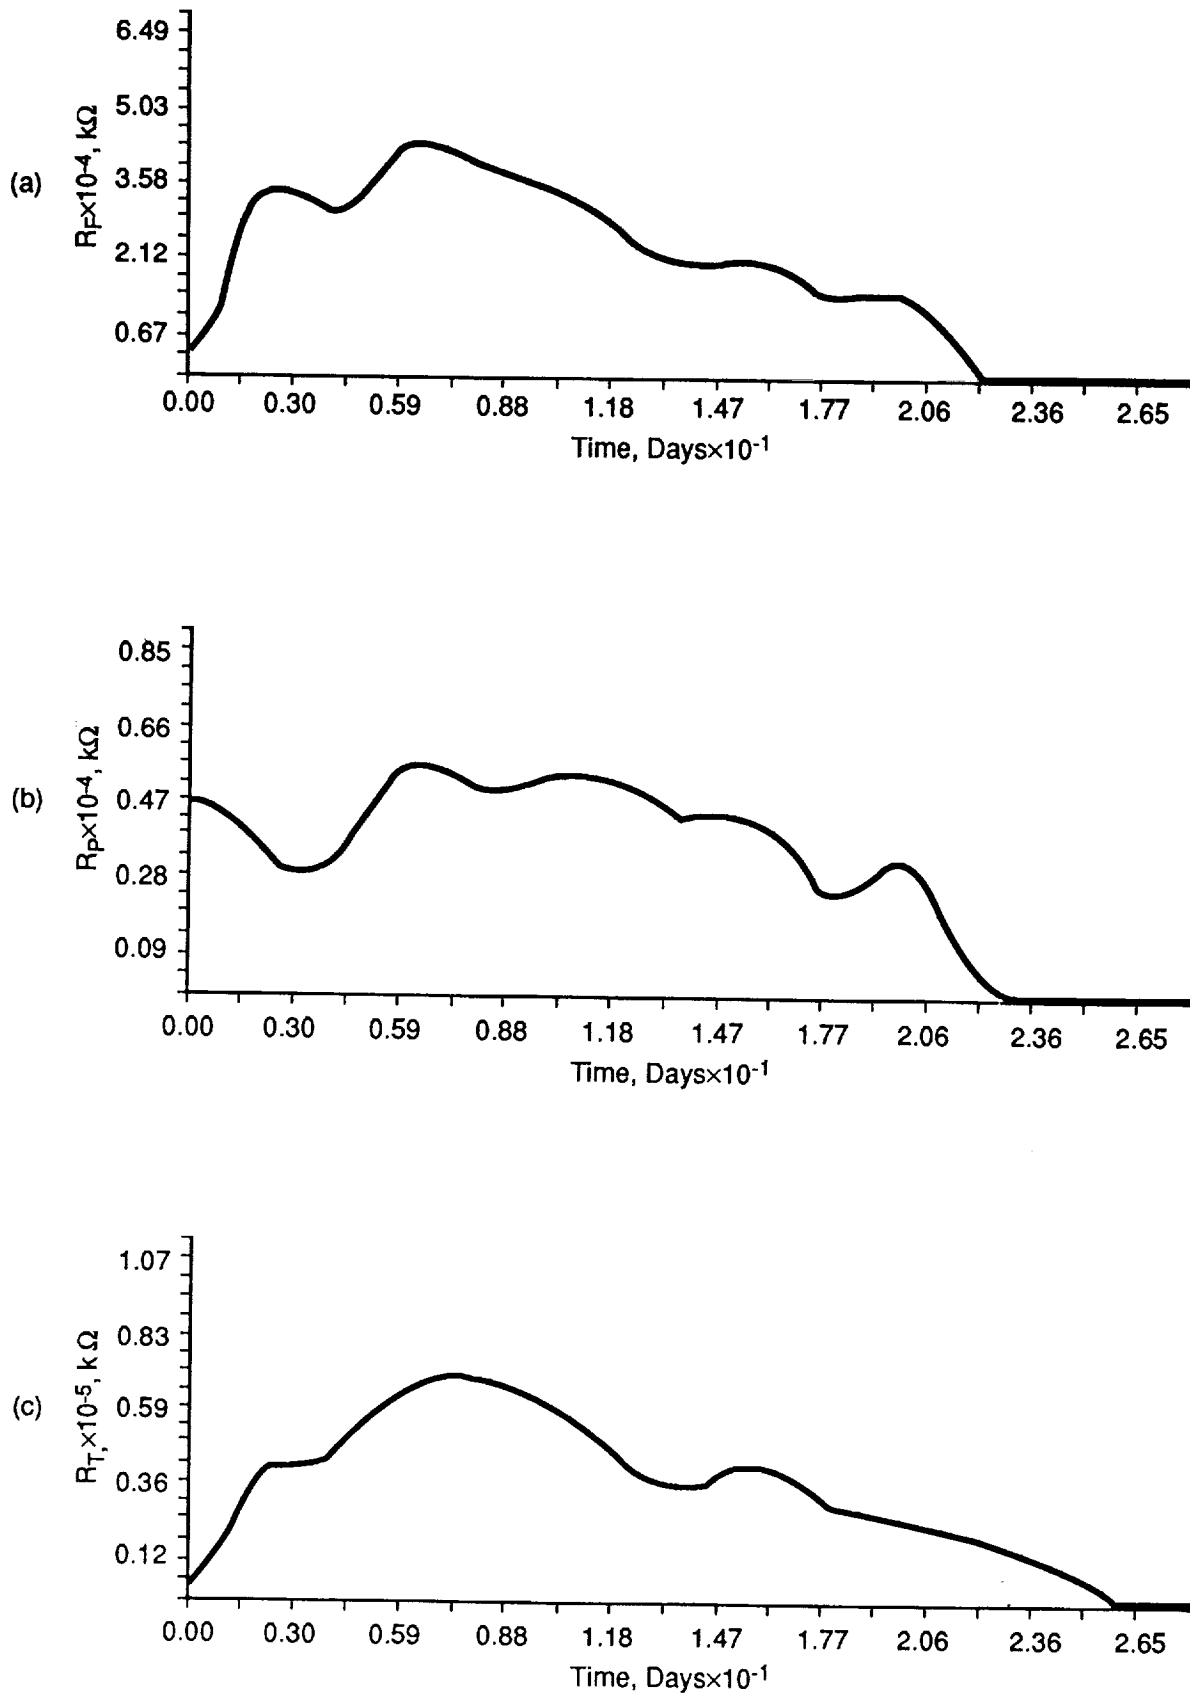 (a)
R_F×10⁻⁴, kΩ
6.49
5.03
3.58
2.12
0.67
0.00 0.30 0.59 0.88 1.18 1.47 1.77 2.06 2.36 2.65
Time, Days×10⁻¹
(b)
R_P×10⁻⁴, kΩ
0.85
0.66
0.47
0.28
0.09
0.00 0.30 0.59 0.88 1.18 1.47 1.77 2.06 2.36 2.65
Time, Days×10⁻¹
(c)
R_T,×10⁻⁵, kΩ
1.07
0.83
0.59
0.36
0.12
0.00 0.30 0.59 0.88 1.18 1.47 1.77 2.06 2.36 2.65
Time, Days×10⁻¹